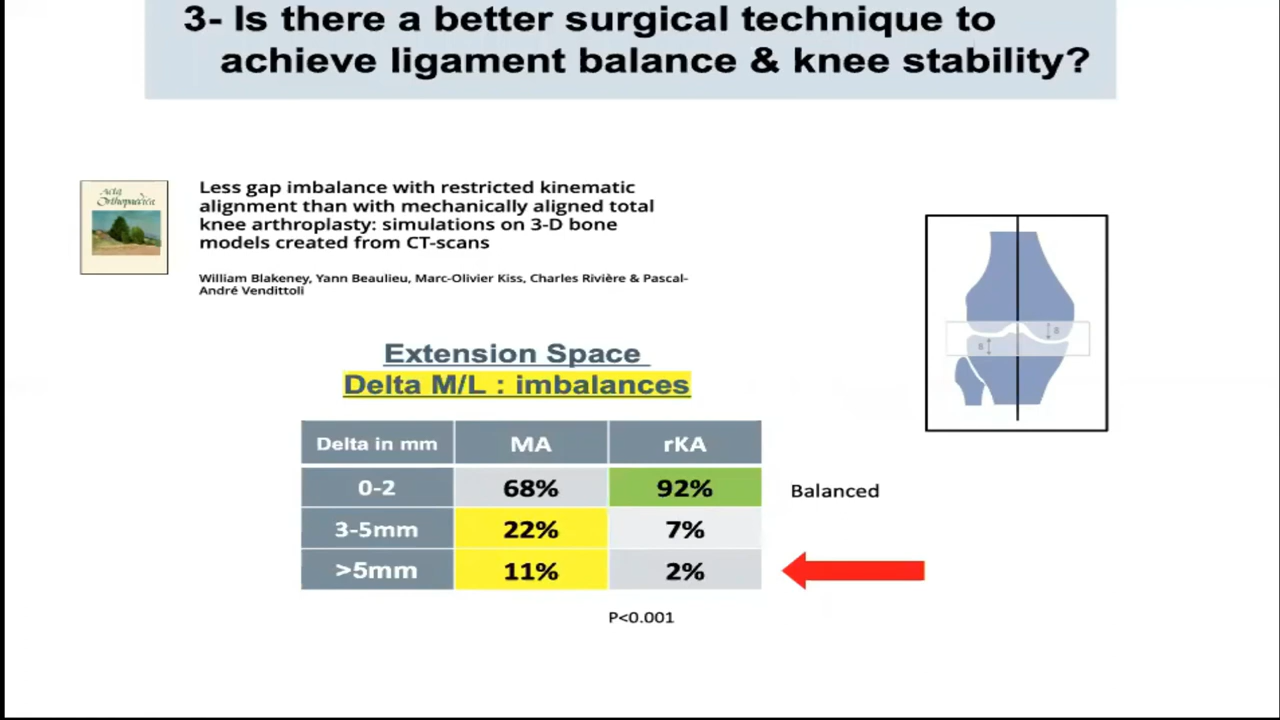 3- Is there a better surgical technique to
achieve ligament balance & knee stability?
Acta
Orthopaedica
Less gap imbalance with restricted kinematic
alignment than with mechanically aligned total
knee arthroplasty: simulations on 3-D bone
models created from CT-scans
William Blakeney, Yann Beaulieu, Marc-Olivier Kiss, Charles Rivière & Pascal-
André Vendittoli
Extension Space
Delta M/L : imbalances
Delta in mm MA rKA
0-2 68% 92% Balanced
3-5mm 22% 7%
>5mm 11% 2%
P<0.001